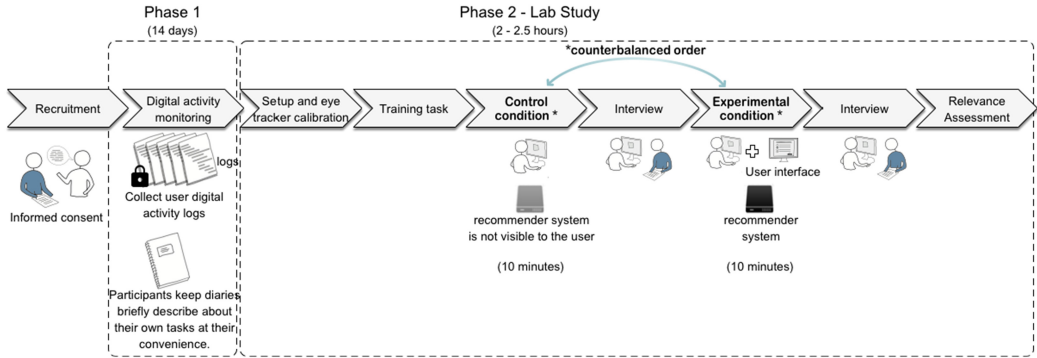 Phase 1
(14 days)
Phase 2 - Lab Study
(2 - 2.5 hours)
*counterbalanced order
Recruitment
Digital activity
monitoring
Setup and eye
tracker calibration
Training task
Control
condition *
Interview
Experimental
condition *
Interview
Relevance
Assessment
Informed consent
logs
Collect user digital
activity logs
Participants keep diaries
briefly describe about
their own tasks at their
convenience.
recommender system
is not visible to the user
(10 minutes)
User interface
recommender
system
(10 minutes)